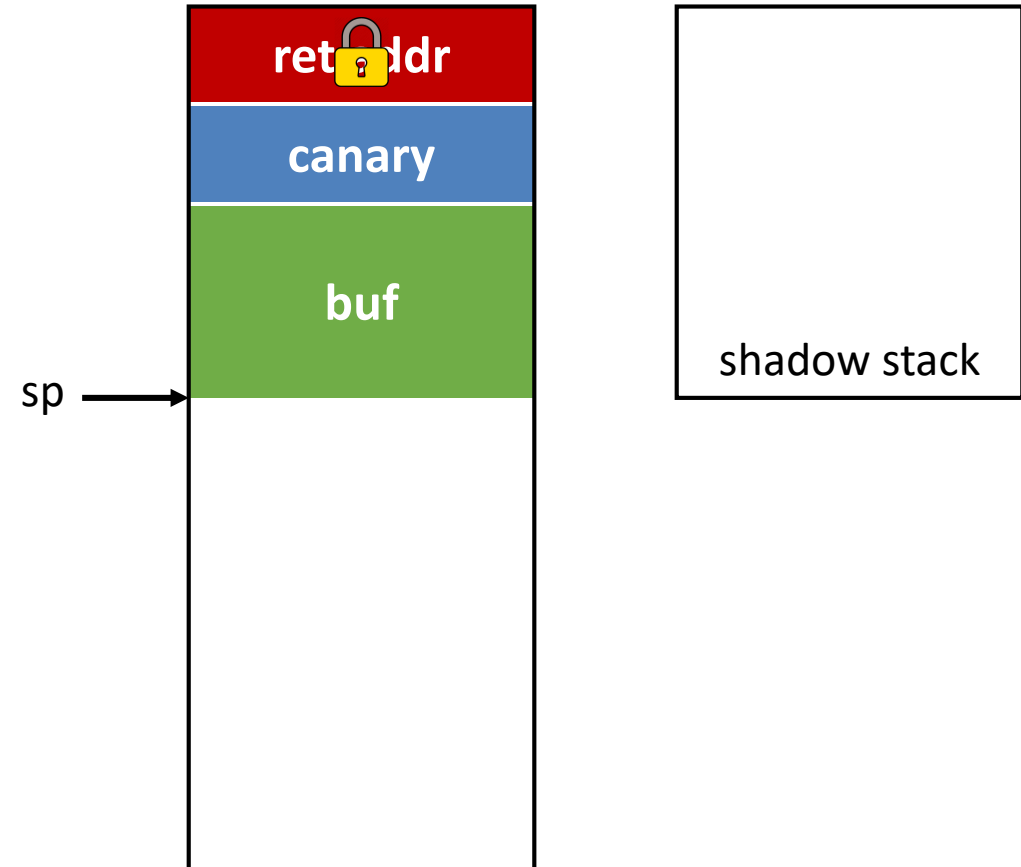 ret ddr
canary
buf
shadow stack
sp